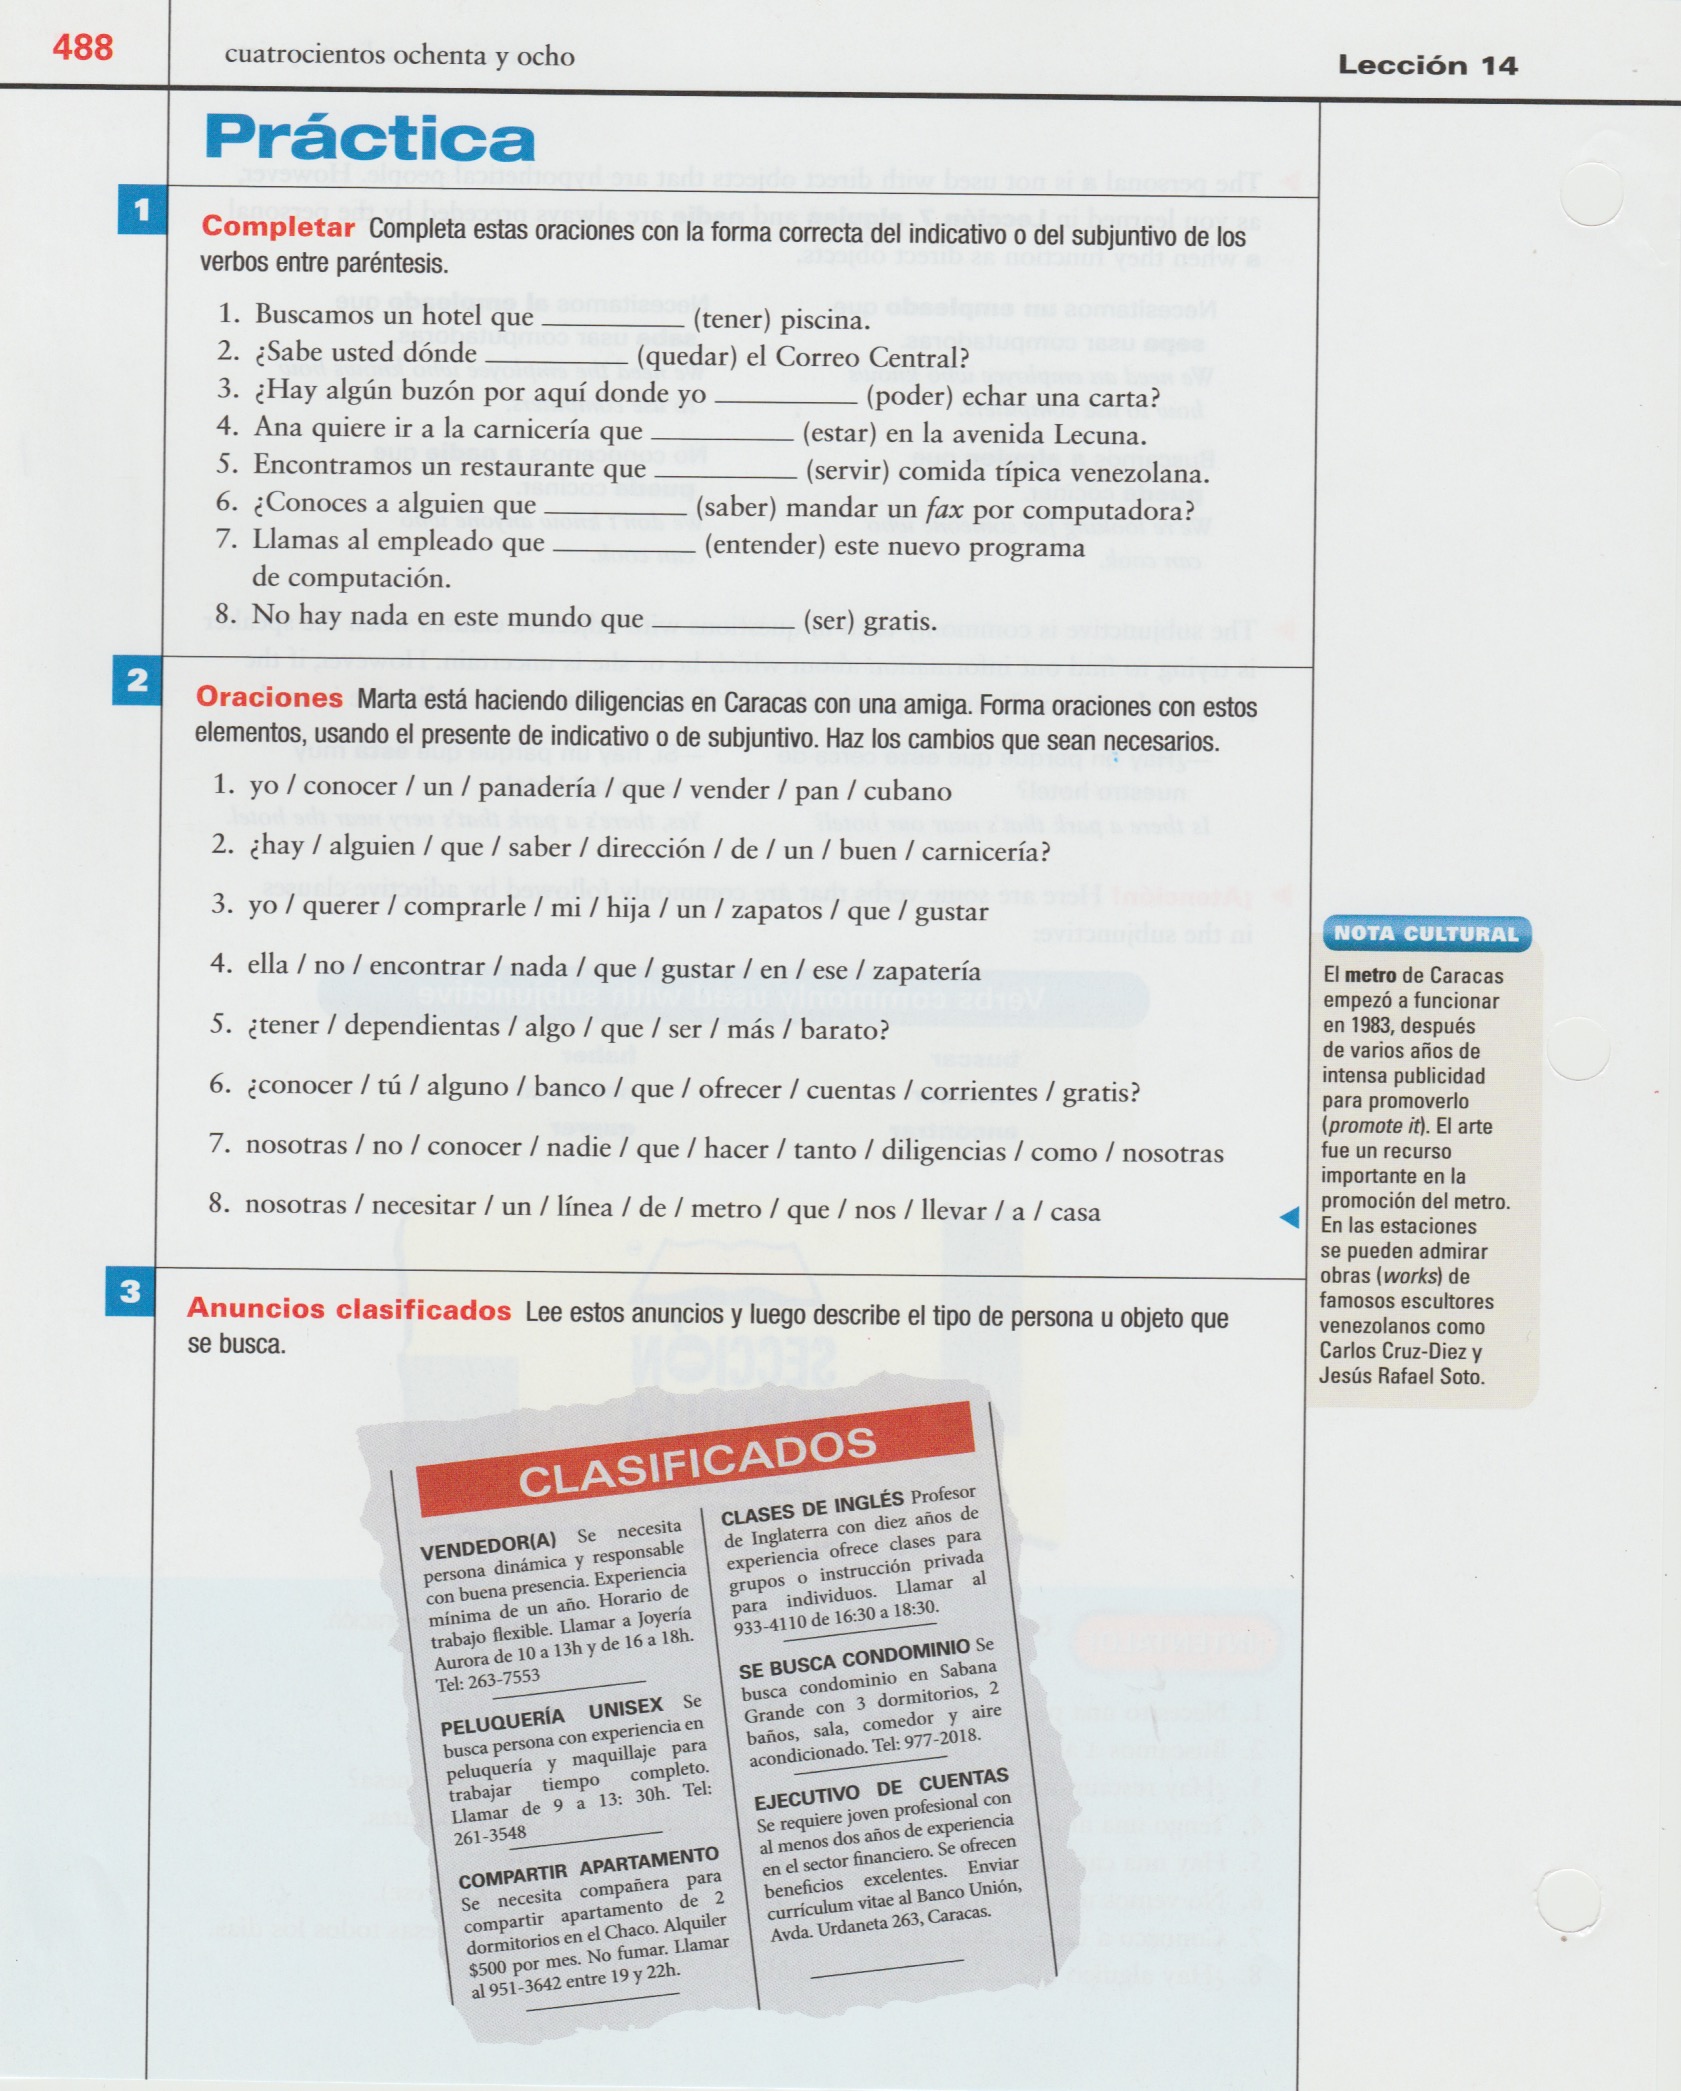 488
cuatrocientos ochenta y ocho
Lección 14
Práctica
1
Completar Completa estas oraciones con la forma correcta del indicativo o del subjuntivo de los
verbos entre paréntesis.
1. Buscamos un hotel que __________ (tener) piscina.
2. ¿Sabe usted dónde __________ (quedar) el Correo Central?
3. ¿Hay algún buzón por aquí donde yo __________ (poder) echar una carta?
4. Ana quiere ir a la carnicería que __________ (estar) en la avenida Lecuna.
5. Encontramos un restaurante que __________ (servir) comida típica venezolana.
6. ¿Conoces a alguien que __________ (saber) mandar un fax por computadora?
7. Llamas al empleado que __________ (entender) este nuevo programa
de computación.
8. No hay nada en este mundo que __________ (ser) gratis.
2
Oraciones Marta está haciendo diligencias en Caracas con una amiga. Forma oraciones con estos
elementos, usando el presente de indicativo o de subjuntivo. Haz los cambios que sean necesarios.
1. yo / conocer / un / panadería / que / vender / pan / cubano
2. ¿hay / alguien / que / saber / dirección / de / un / buen / carnicería?
3. yo / querer / comprarle / mi / hija / un / zapatos / que / gustar
4. ella / no / encontrar / nada / que / gustar / en / ese / zapatería
5. ¿tener / dependientas / algo / que / ser / más / barato?
6. ¿conocer / tú / alguno / banco / que / ofrecer / cuentas / corrientes / gratis?
7. nosotras / no / conocer / nadie / que / hacer / tanto / diligencias / como / nosotras
8. nosotras / necesitar / un / línea / de / metro / que / nos / llevar / a / casa
NOTA CULTURAL
El metro de Caracas
empezó a funcionar
en 1983, después
de varios años de
intensa publicidad
para promoverlo
(promote it). El arte
fue un recurso
importante en la
promoción del metro.
En las estaciones
se pueden admirar
obras (works) de
famosos escultores
venezolanos como
Carlos Cruz-Diez y
Jesús Rafael Soto.
3
Anuncios clasificados Lee estos anuncios y luego describe el tipo de persona u objeto que
se busca.
CLASIFICADOS
VENDEDOR(A) Se necesita
persona dinámica y responsable
con buena presencia. Experiencia
mínima de un año. Horario de
trabajo flexible. Llamar a Joyería
Aurora de 10 a 13h y de 16 a 18h.
Tel: 263-7553
PELUQUERÍA UNISEX Se
busca persona con experiencia en
peluquería y maquillaje para
trabajar tiempo completo.
Llamar de 9 a 13: 30h. Tel:
261-3548
COMPARTIR APARTAMENTO
Se necesita compañera para
compartir apartamento de 2
dormitorios en el Chaco. Alquiler
$500 por mes. No fumar. Llamar
al 951-3642 entre 19 y 22h.
CLASES DE INGLÉS Profesor
de Inglaterra con diez años de
experiencia ofrece clases para
grupos o instrucción privada
para individuos. Llamar al
933-4110 de 16:30 a 18:30.
SE BUSCA CONDOMINIO Se
busca condominio en Sabana
Grande con 3 dormitorios, 2
baños, sala, comedor y aire
acondicionado. Tel: 977-2018.
EJECUTIVO DE CUENTAS
Se requiere joven profesional con
al menos dos años de experiencia
en el sector financiero. Se ofrecen
beneficios excelentes. Enviar
currículum vitae al Banco Unión,
Avda. Urdaneta 263, Caracas.